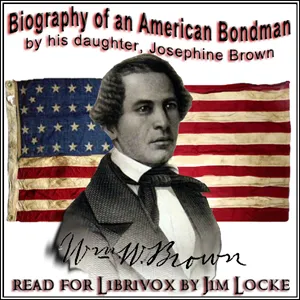 Biography of an American Bondman
by his daughter, Josephine Brown
Wm. W. Brown
READ FOR LIBRIVOX BY JIM LOCKE